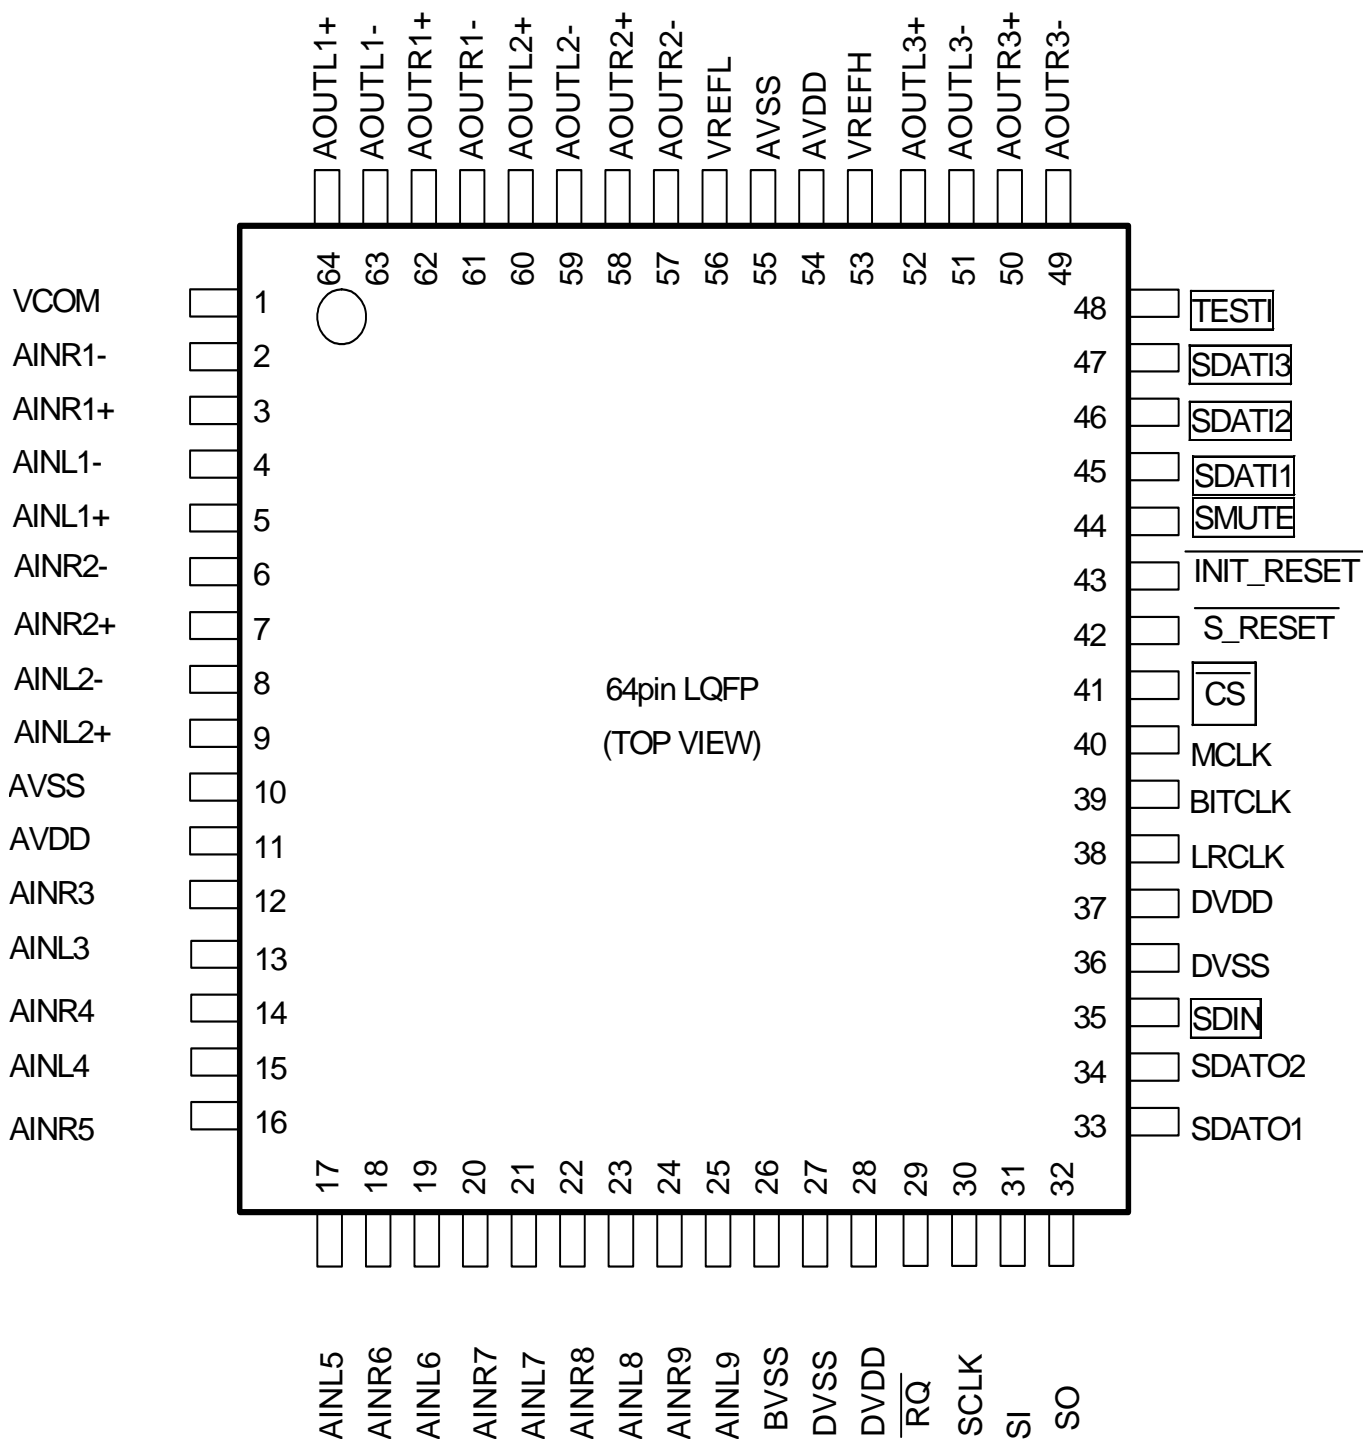 AOUTL1+
AOUTL1-
AOUTR1+
AOUTR1-
AOUTL2+
AOUTL2-
AOUTR2+
AOUTR2-
VREFL
AVSS
AVDD
VREFH
AOUTL3+
AOUTL3-
AOUTR3+
AOUTR3-
64
63
62
61
60
59
58
57
56
55
54
53
52
51
50
49
VCOM 1
AINR1- 2
AINR1+ 3
AINL1- 4
AINL1+ 5
AINR2- 6
AINR2+ 7
AINL2- 8
AINL2+ 9
AVSS 10
AVDD 11
AINR3 12
AINL3 13
AINR4 14
AINL4 15
AINR5 16
64pin LQFP
(TOP VIEW)
48 TESTI
47 SDATI3
46 SDATI2
45 SDATI1
44 SMUTE
43 INIT_RESET
42 S_RESET
41 CS
40 MCLK
39 BITCLK
38 LRCLK
37 DVDD
36 DVSS
35 SDIN
34 SDATO2
33 SDATO1
17
18
19
20
21
22
23
24
25
26
27
28
29
30
31
32
AINL5
AINR6
AINL6
AINR7
AINL7
AINR8
AINL8
AINR9
AINL9
BVSS
DVSS
DVDD
RQ
SCLK
SI
SO